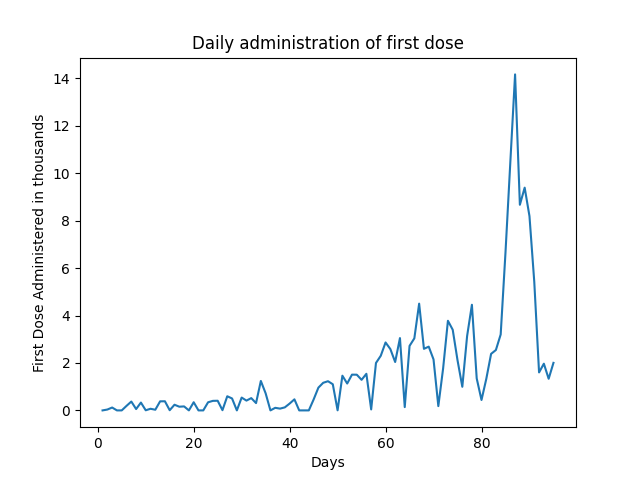 Daily administration of first dose
First Dose Administered in thousands
14
12
10
8
6
4
2
0
0 20 40 60 80
Days